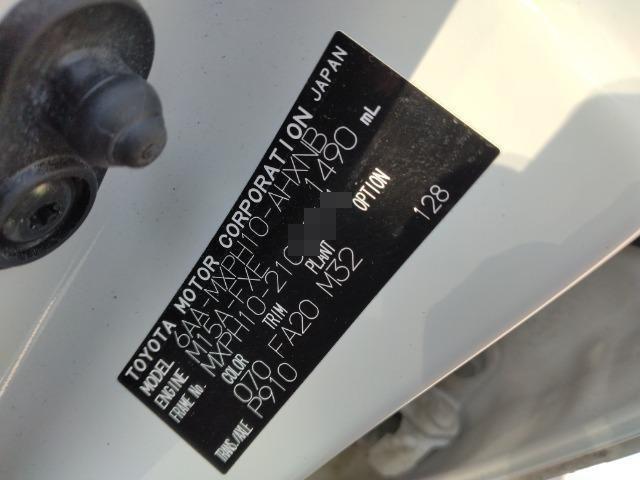 TOYOTA MOTOR CORPORATION JAPAN
MODEL 6AA-MXPH10-AHXNB
ENGINE M15A-FXE 1490 mL
FRAME No. MXPH10-210
COLOR TRIM PLANT OPTION
070 FA20 M32 128
TRANS./AXLE P910